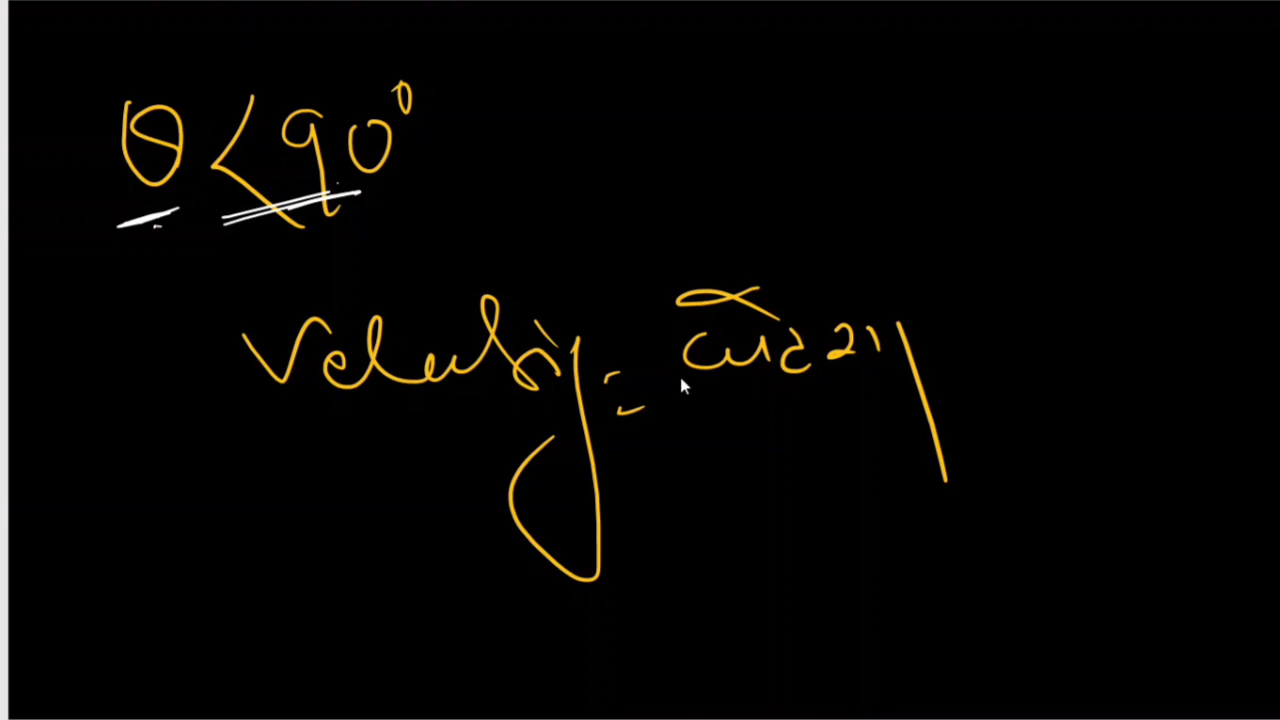 θ < 90°
Velocity =